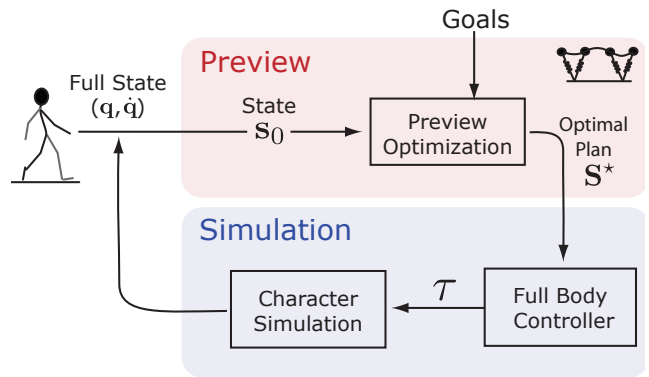 Goals
Preview
Full State
(q, q̇)
State
s₀
Preview
Optimization
Optimal
Plan
S⋆
Simulation
Character
Simulation
τ
Full Body
Controller